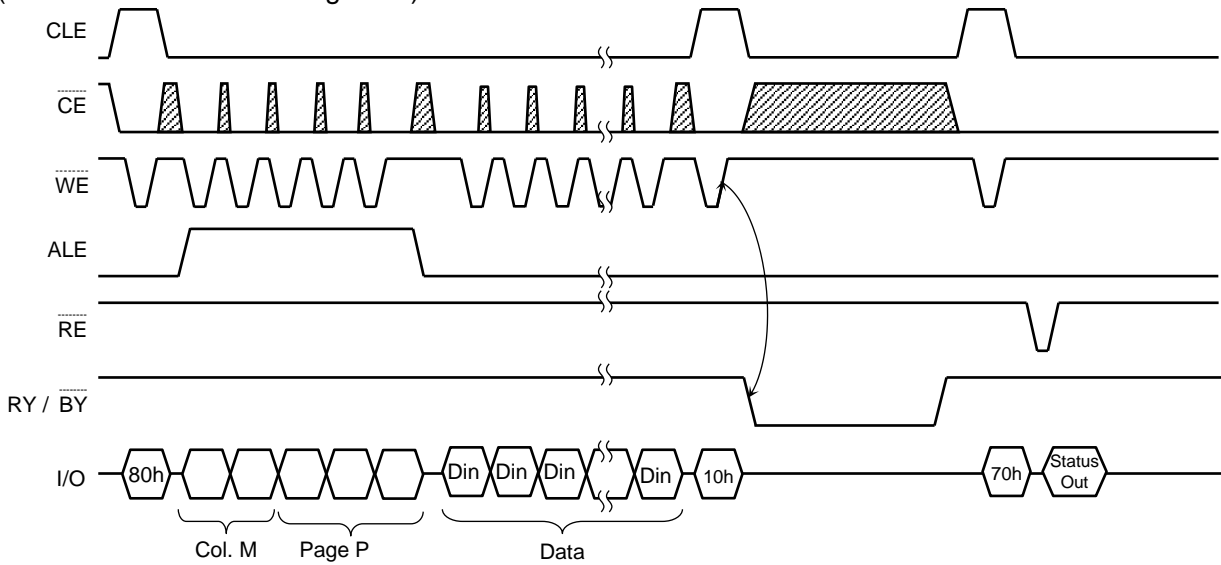 CLE
CE
WE
ALE
RE
RY / BY
I/O
80h
Din Din Din Din
10h
70h
Status
Out
Col. M
Page P
Data